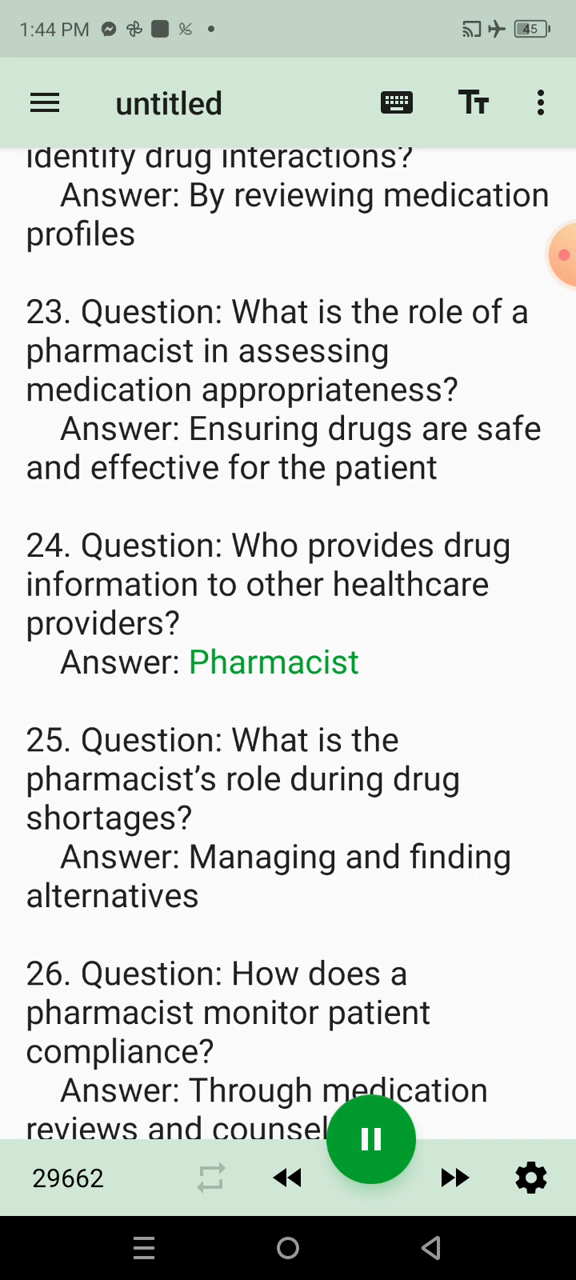 1:44 PM
45
untitled
identify drug interactions?
Answer: By reviewing medication
profiles
23. Question: What is the role of a
pharmacist in assessing
medication appropriateness?
Answer: Ensuring drugs are safe
and effective for the patient
24. Question: Who provides drug
information to other healthcare
providers?
Answer: Pharmacist
25. Question: What is the
pharmacist’s role during drug
shortages?
Answer: Managing and finding
alternatives
26. Question: How does a
pharmacist monitor patient
compliance?
Answer: Through medication
reviews and counsel
29662